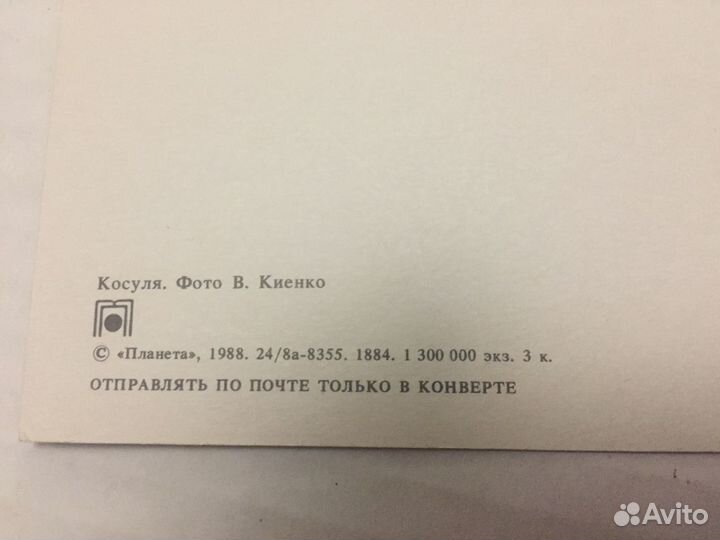 Косуля. Фото В. Киенко
© «Планета», 1988. 24/8а-8355. 1884. 1 300 000 экз. 3 к.
ОТПРАВЛЯТЬ ПО ПОЧТЕ ТОЛЬКО В КОНВЕРТЕ
Avito